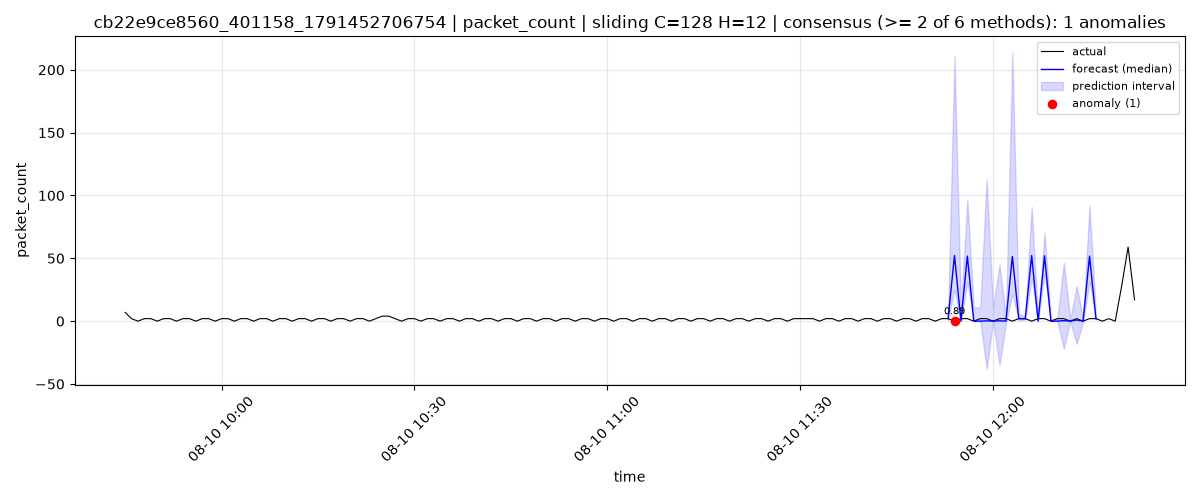 cb22e9ce8560_401158_1791452706754 | packet_count | sliding C=128 H=12 | consensus (>= 2 of 6 methods): 1 anomalies
actual
forecast (median)
prediction interval
anomaly (1)
200
150
100
50
0
−50
packet_count
0.89
08-10 10:00
08-10 10:30
08-10 11:00
08-10 11:30
08-10 12:00
time